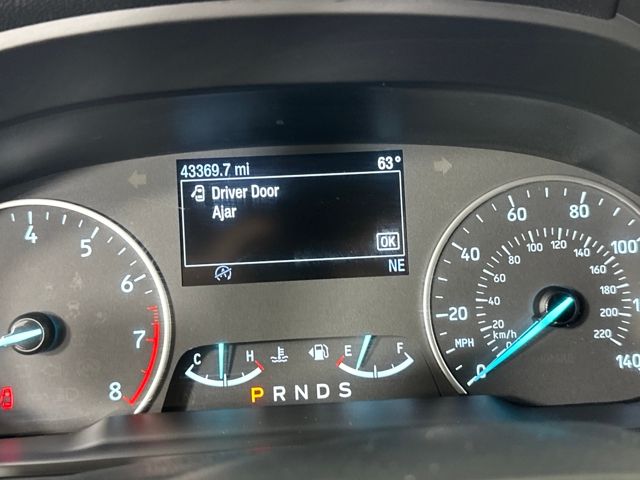 43369.7 mi 63°
Driver Door
Ajar
OK
NE
4 5 6 7 8
C H E F
P R N D S
0 20 40 60 80 100 140
MPH
km/h
20 40 60 80 100 120 140 160 200 220